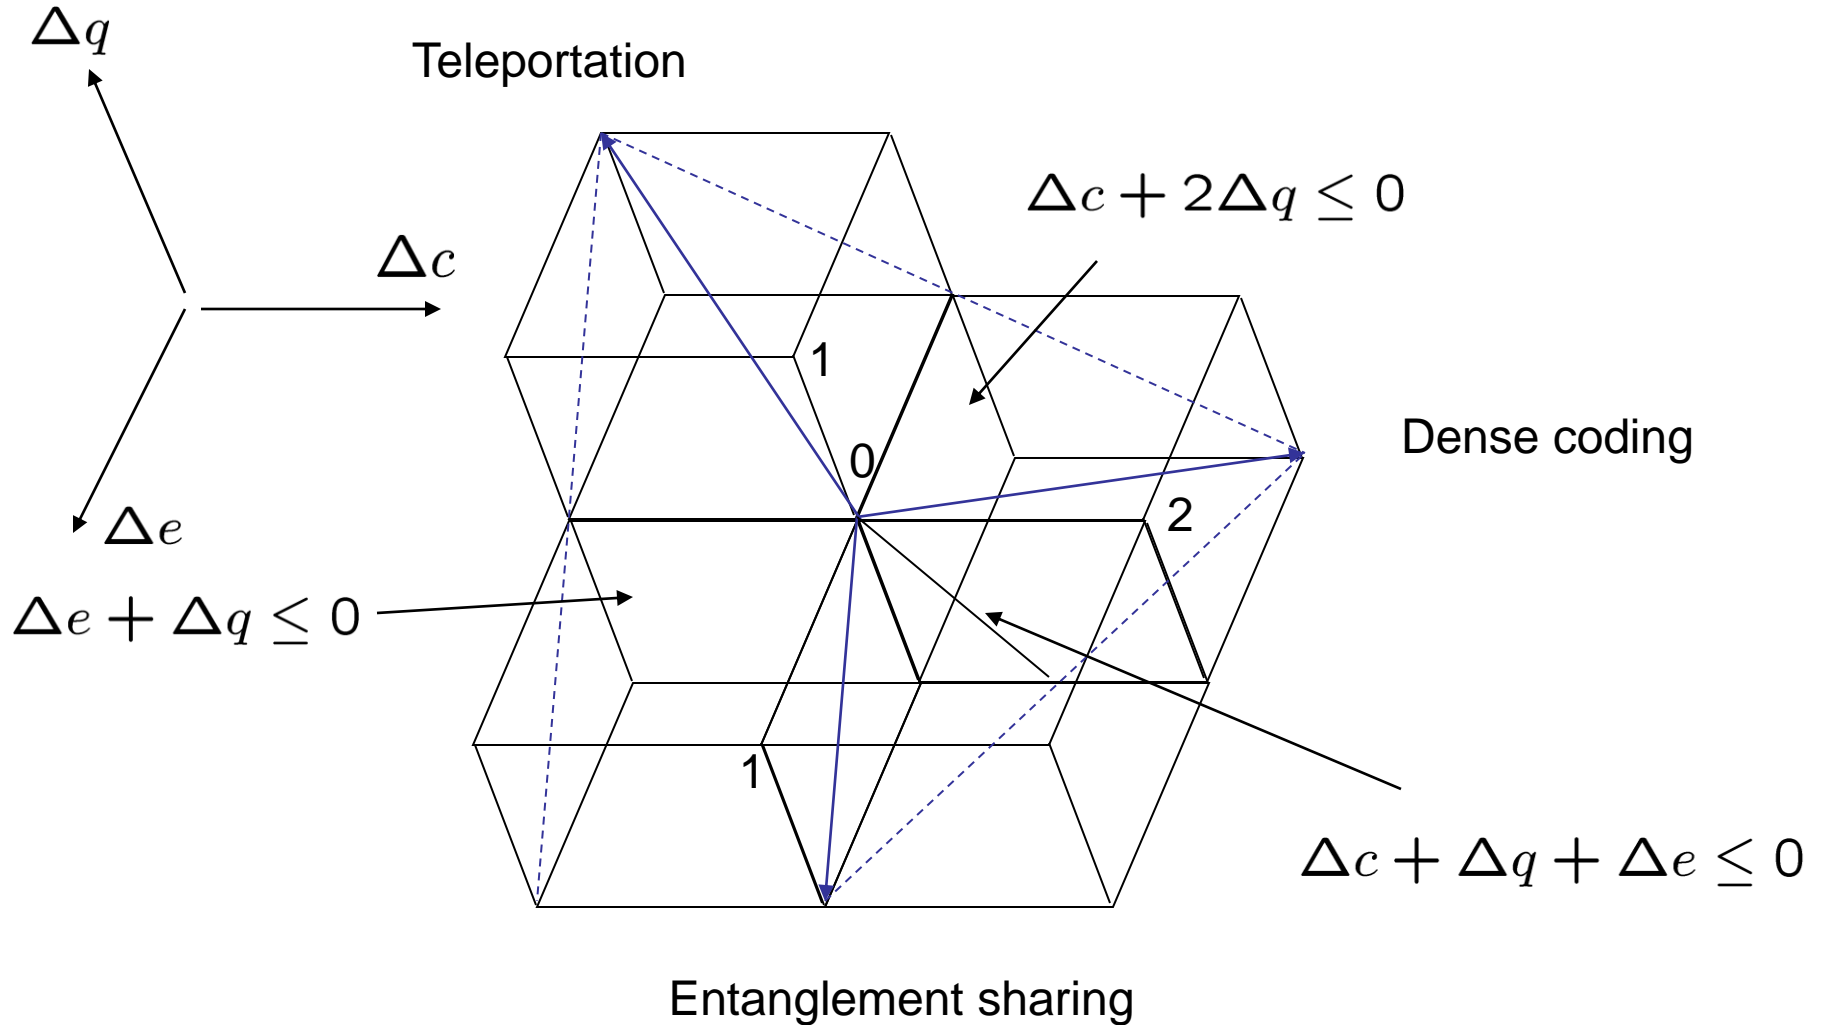 Δq
Teleportation
Δc + 2Δq ≤ 0
Δc
1
Dense coding
0
2
Δe
Δe + Δq ≤ 0
1
Δc + Δq + Δe ≤ 0
Entanglement sharing